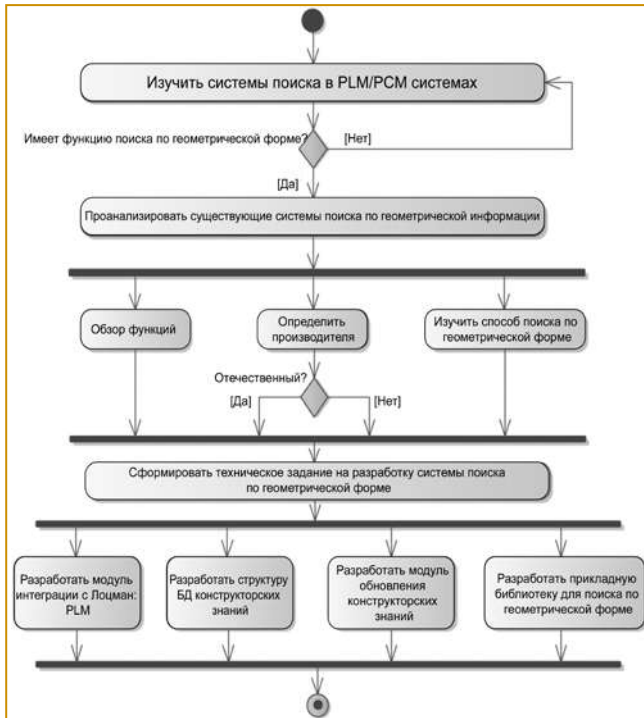 Изучить системы поиска в PLM/PCM системах
Имеет функцию поиска по геометрической форме?
[Нет]
[Да]
Проанализировать существующие системы поиска по геометрической информации
Обзор функций
Определить
производителя
Изучить способ поиска по
геометрической форме
Отечественный?
[Да]
[Нет]
Сформировать техническое задание на разработку системы поиска
по геометрической форме
Разработать модуль
интеграции с Лоцман:
PLM
Разработать структуру
БД конструкторских
знаний
Разработать модуль
обновления
конструкторских
знаний
Разработать прикладную
библиотеку для поиска по
геометрической форме